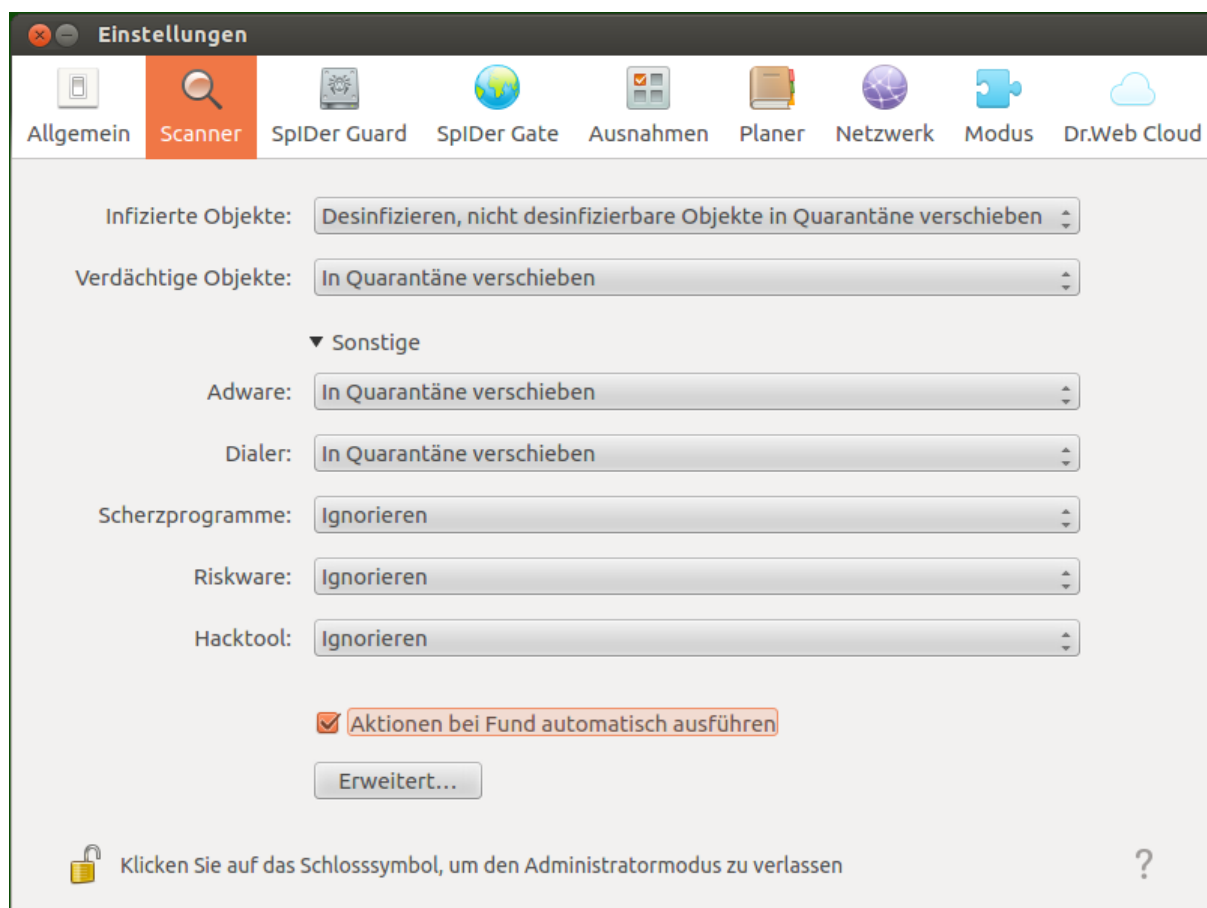 Einstellungen
Allgemein Scanner SpIDer Guard SpIDer Gate Ausnahmen Planer Netzwerk Modus Dr.Web Cloud
Infizierte Objekte: Desinfizieren, nicht desinfizierbare Objekte in Quarantäne verschieben
Verdächtige Objekte: In Quarantäne verschieben
Sonstige
Adware: In Quarantäne verschieben
Dialer: In Quarantäne verschieben
Scherzprogramme: Ignorieren
Riskware: Ignorieren
Hacktool: Ignorieren
Aktionen bei Fund automatisch ausführen
Erweitert...
Klicken Sie auf das Schlosssymbol, um den Administratormodus zu verlassen ?